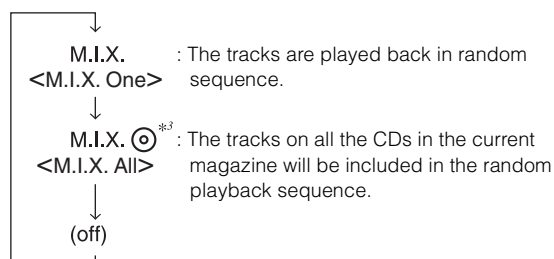 M.I.X. : The tracks are played back in random
<M.I.X. One> sequence.
M.I.X. *3 : The tracks on all the CDs in the current
<M.I.X. All> magazine will be included in the random
playback sequence.
(off)